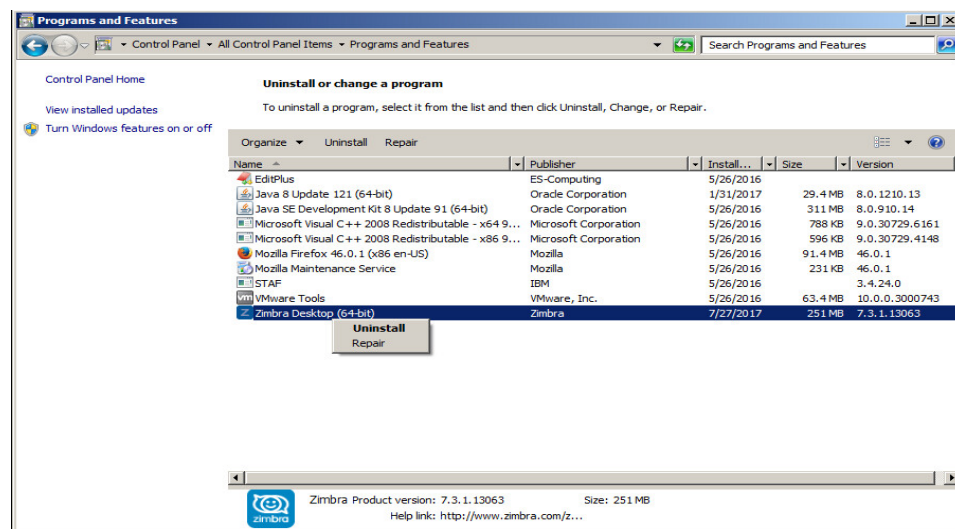 Programs and Features
Control Panel All Control Panel Items Programs and Features
Search Programs and Features
Control Panel Home
View installed updates
Turn Windows features on or off
Uninstall or change a program
To uninstall a program, select it from the list and then click Uninstall, Change, or Repair.
Organize Uninstall Repair
Name Publisher Install... Size Version
EditPlus ES-Computing 5/26/2016
Java 8 Update 121 (64-bit) Oracle Corporation 1/31/2017 29.4 MB 8.0.1210.13
Java SE Development Kit 8 Update 91 (64-bit) Oracle Corporation 5/26/2016 311 MB 8.0.910.14
Microsoft Visual C++ 2008 Redistributable - x64 9... Microsoft Corporation 5/26/2016 788 KB 9.0.30729.6161
Microsoft Visual C++ 2008 Redistributable - x86 9... Microsoft Corporation 5/26/2016 596 KB 9.0.30729.4148
Mozilla Firefox 46.0.1 (x86 en-US) Mozilla 5/26/2016 91.4 MB 46.0.1
Mozilla Maintenance Service Mozilla 5/26/2016 231 KB 46.0.1
STAF IBM 5/26/2016 3.4.24.0
vm VMware Tools VMware, Inc. 5/26/2016 63.4 MB 10.0.0.3000743
Z Zimbra Desktop (64-bit) Zimbra 7/27/2017 251 MB 7.3.1.13063
Uninstall
Repair
zimbra
Zimbra Product version: 7.3.1.13063 Size: 251 MB
Help link: http://www.zimbra.com/z...